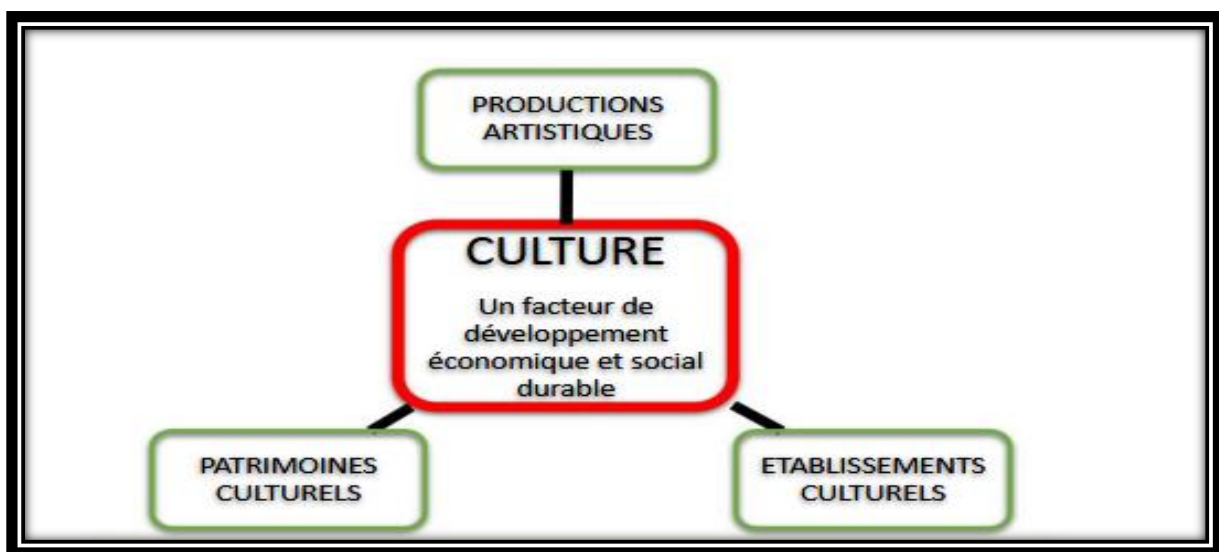 PRODUCTIONS
ARTISTIQUES
CULTURE
Un facteur de
développement
économique et social
durable
PATRIMOINES
CULTURELS
ETABLISSEMENTS
CULTURELS